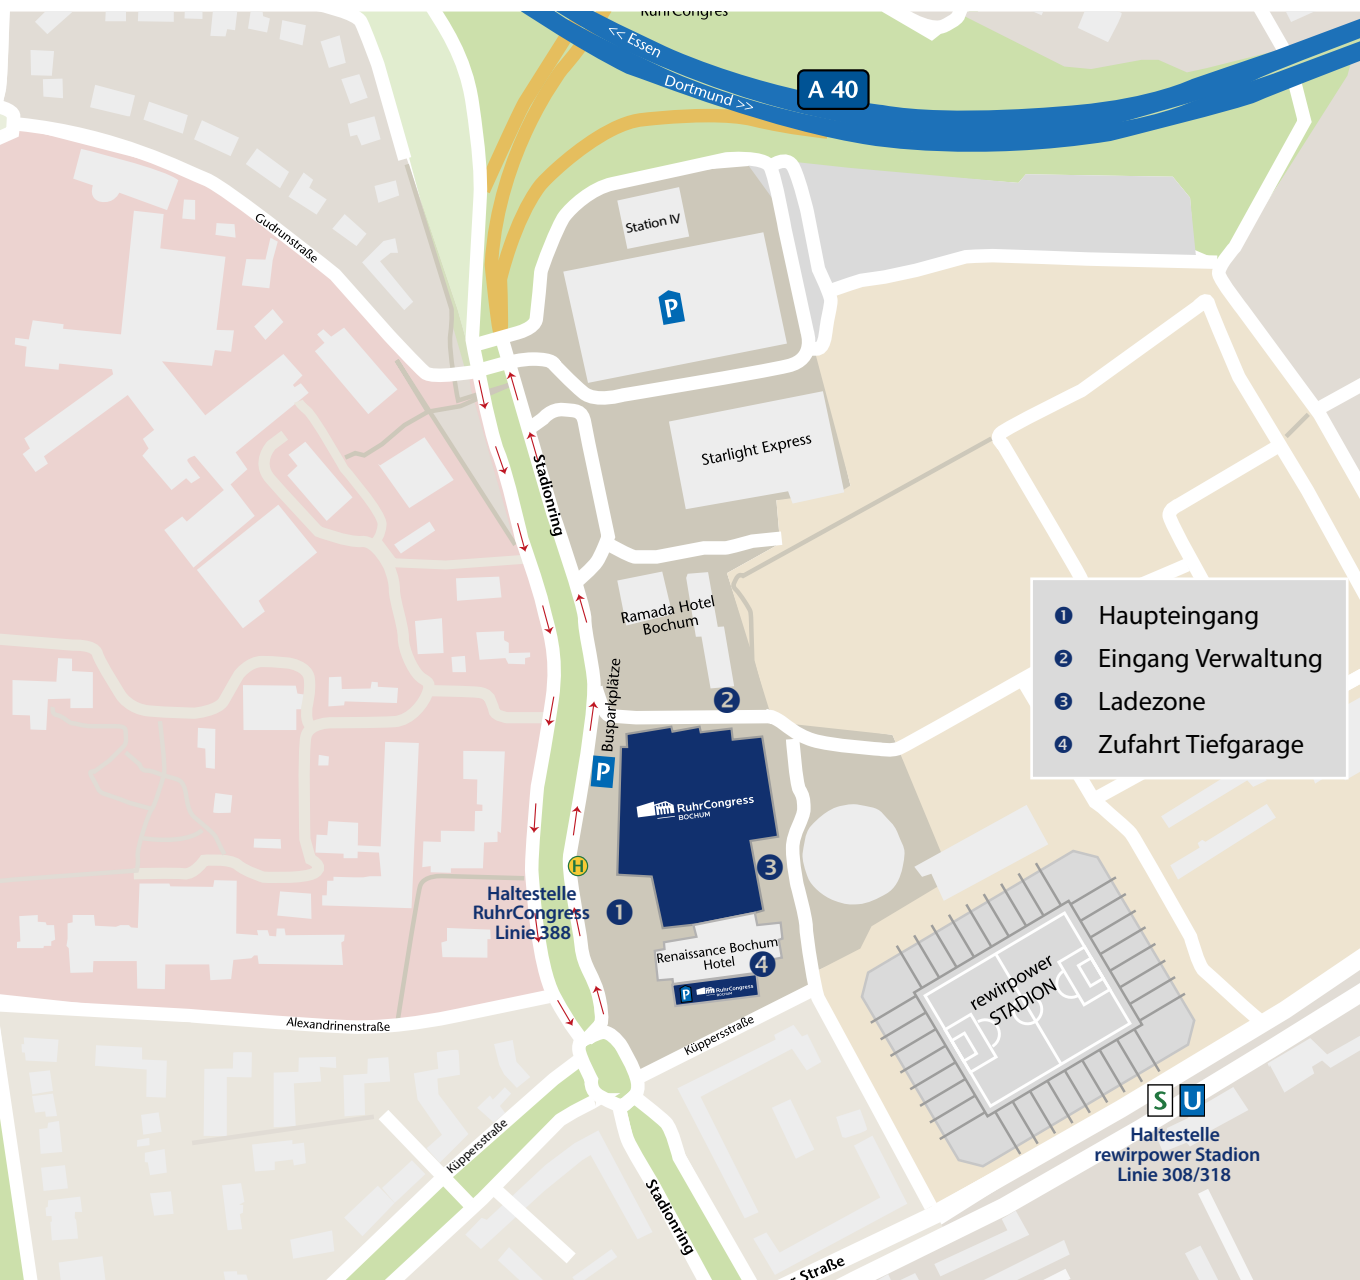 << Essen
Dortmund >>
A 40
Gudrunstraße
Station IV
P
Starlight Express
Stadionring
Ramada Hotel
Bochum
Busparkplätze
P
1 Haupteingang
2 Eingang Verwaltung
3 Ladezone
4 Zufahrt Tiefgarage
2
RuhrCongress
BOCHUM
3
H
Haltestelle
RuhrCongress
Linie 388
1
Renaissance Bochum
Hotel
4
P RuhrCongress
BOCHUM
rewirpower
STADION
Alexandrinenstraße
Küppersstraße
Küppersstraße
S U
Haltestelle
rewirpower Stadion
Linie 308/318
Stadionring
Straße